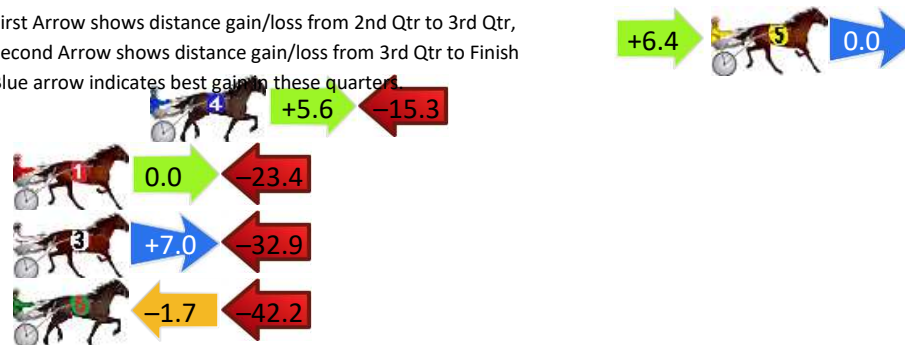 irst Arrow shows distance gain/loss from 2nd Qtr to 3rd Qtr,
econd Arrow shows distance gain/loss from 3rd Qtr to Finish
lue arrow indicates best gain in these quarters.
+6.4 5 0.0
4 +5.6 −15.3
1 0.0 −23.4
3 +7.0 −32.9
6 −1.7 −42.2